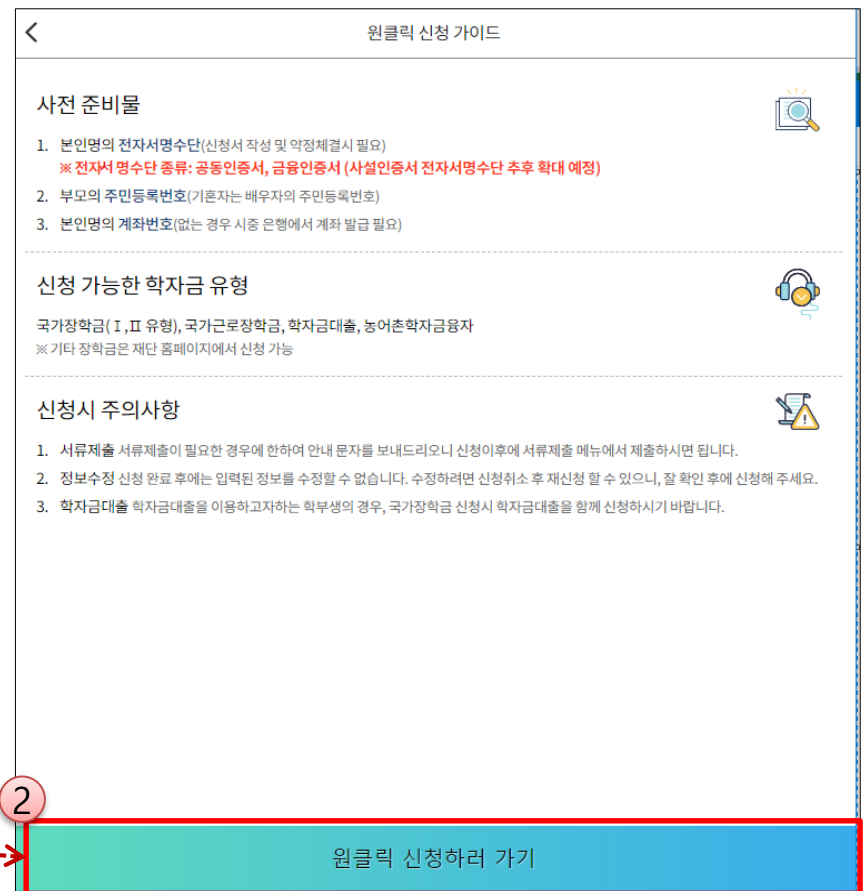 원클릭 신청 가이드
사전 준비물
1. 본인명의 전자서명수단(신청서 작성 및 약정체결시 필요)
※ 전자서명수단 종류: 공동인증서, 금융인증서 (사설인증서 전자서명수단 추후 확대 예정)
2. 부모의 주민등록번호(기혼자는 배우자의 주민등록번호)
3. 본인명의 계좌번호(없는 경우 시중 은행에서 계좌 발급 필요)
신청 가능한 학자금 유형
국가장학금(Ⅰ,Ⅱ 유형), 국가근로장학금, 학자금대출, 농어촌학자금융자
※ 기타 장학금은 재단 홈페이지에서 신청 가능
신청시 주의사항
1. 서류제출 서류제출이 필요한 경우에 한하여 안내 문자를 보내드리오니 신청이후에 서류제출 메뉴에서 제출하시면 됩니다.
2. 정보수정 신청 완료 후에는 입력된 정보를 수정할 수 없습니다. 수정하려면 신청취소 후 재신청 할 수 있으니, 잘 확인 후에 신청해 주세요.
3. 학자금대출 학자금대출을 이용하고자하는 학부생의 경우, 국가장학금 신청시 학자금대출을 함께 신청하시기 바랍니다.
2
원클릭 신청하러 가기